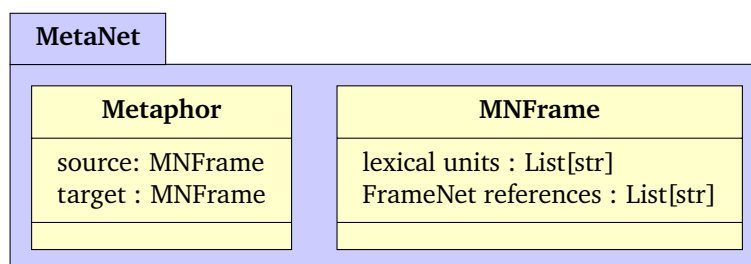 MetaNet
Metaphor
source: MNFrame
target : MNFrame
MNFrame
lexical units : List[str]
FrameNet references : List[str]